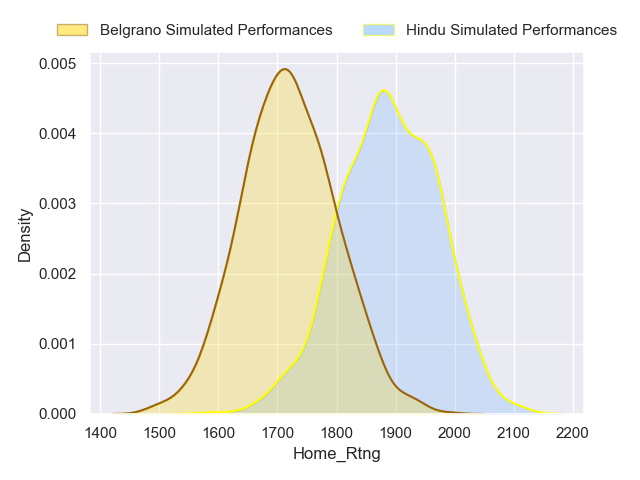 Belgrano Simulated Performances Hindu Simulated Performances
0.005
0.004
0.003
0.002
0.001
0.000
Density
1400 1500 1600 1700 1800 1900 2000 2100 2200
Home_Rtng